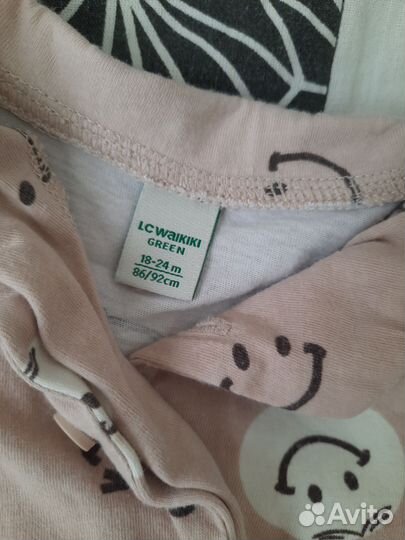 LC WAIKIKI
GREEN
18-24 m
86/92cm
Avito